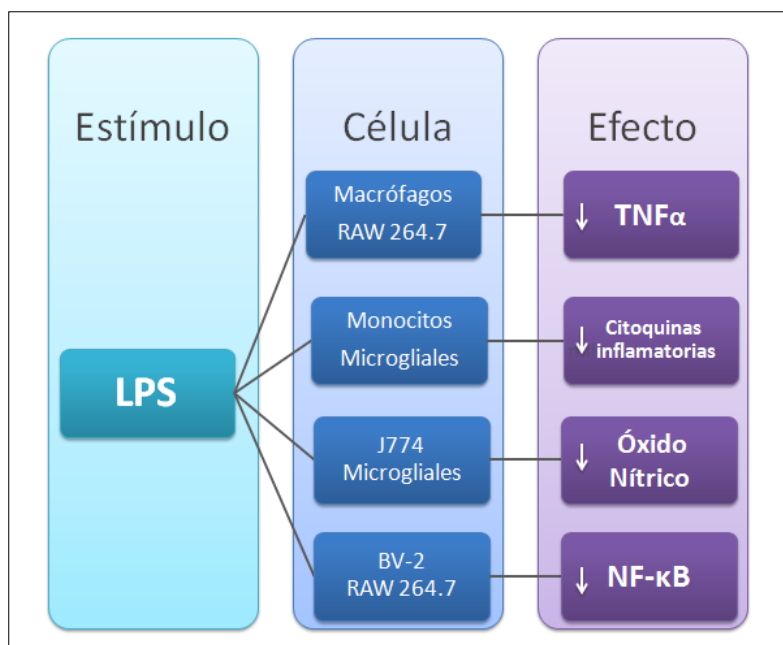 Estímulo
Célula
Efecto
LPS
Macrófagos
RAW 264.7
↓ TNFα
Monocitos
Microgliales
↓ Citoquinas
inflamatorias
J774
Microgliales
↓ Óxido
Nítrico
BV-2
RAW 264.7
↓ NF-κB